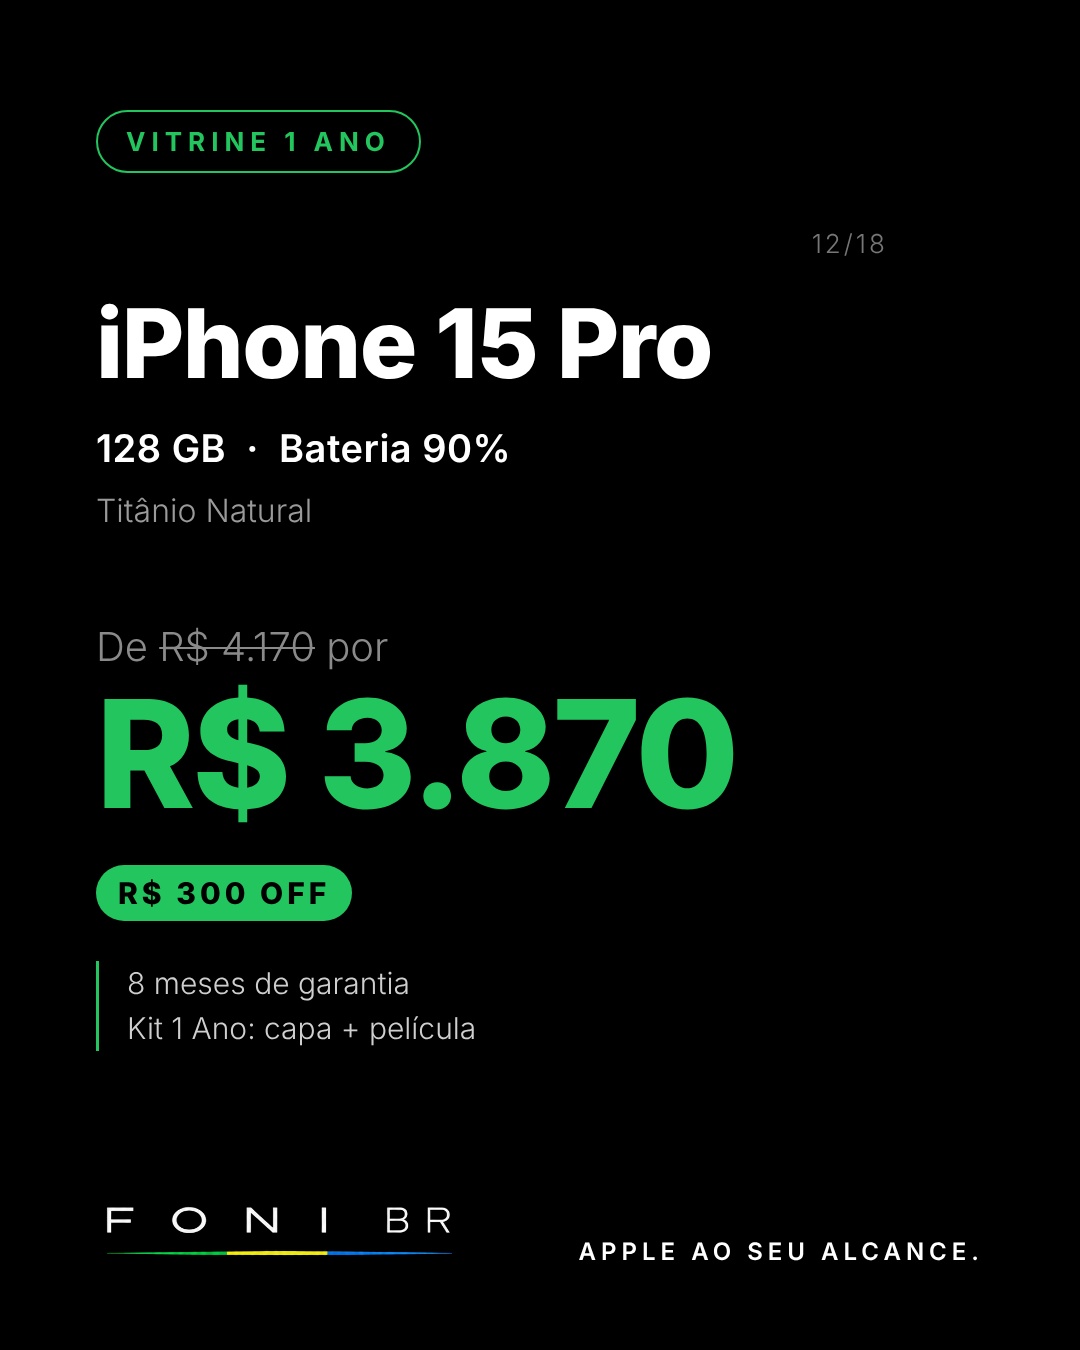 VITRINE 1 ANO
12/18
iPhone 15 Pro
128 GB · Bateria 90%
Titânio Natural
De R$ 4.170 por
R$ 3.870
R$ 300 OFF
8 meses de garantia
Kit 1 Ano: capa + película
FONI BR
APPLE AO SEU ALCANCE.